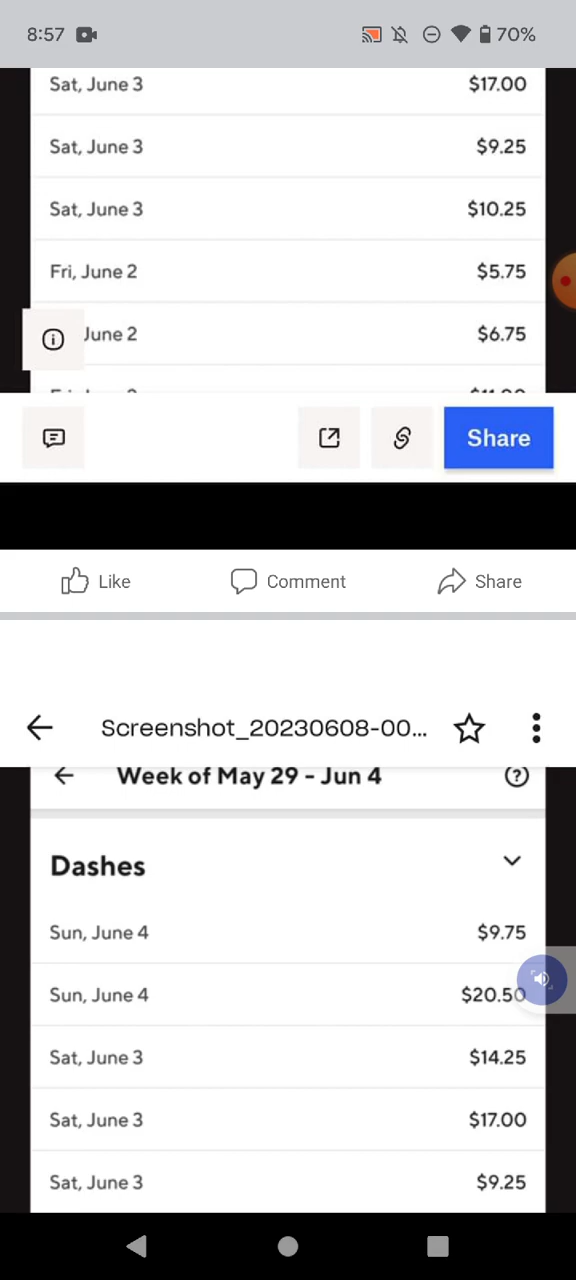 8:57 70%
Sat, June 3 $17.00
Sat, June 3 $9.25
Sat, June 3 $10.25
Fri, June 2 $5.75
June 2 $6.75
Share
Like Comment Share
Screenshot_20230608-00...
Week of May 29 - Jun 4
Dashes
Sun, June 4 $9.75
Sun, June 4 $20.50
Sat, June 3 $14.25
Sat, June 3 $17.00
Sat, June 3 $9.25